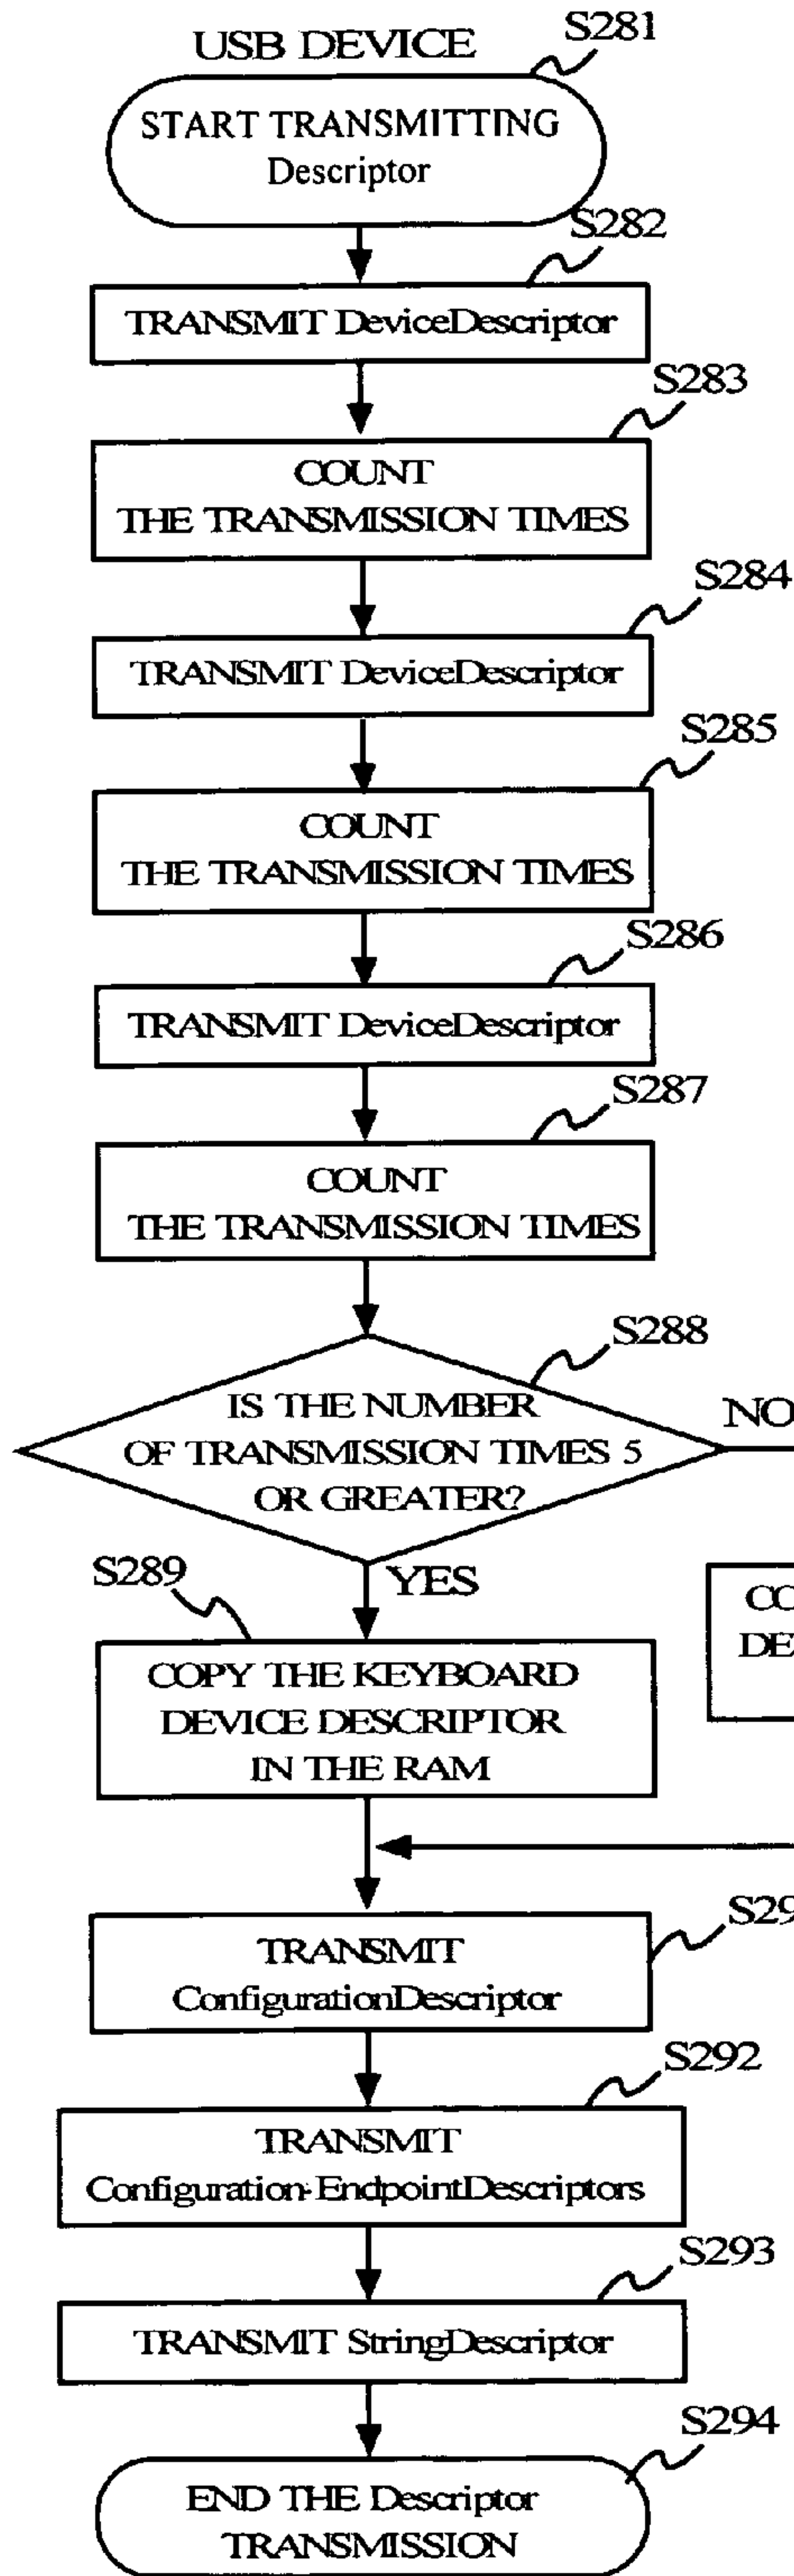 USB DEVICE
S281
START TRANSMITTING
Descriptor
S282
TRANSMIT DeviceDescriptor
S283
COUNT
THE TRANSMISSION TIMES
S284
TRANSMIT DeviceDescriptor
S285
COUNT
THE TRANSMISSION TIMES
S286
TRANSMIT DeviceDescriptor
S287
COUNT
THE TRANSMISSION TIMES
S288
IS THE NUMBER
OF TRANSMISSION TIMES 5
OR GREATER?
NO
YES
S289
COPY THE KEYBOARD
DEVICE DESCRIPTOR
IN THE RAM
S29
TRANSMIT
ConfigurationDescriptor
S292
TRANSMIT
Configuration-EndpointDescriptors
S293
TRANSMIT StringDescriptor
S294
END THE Descriptor
TRANSMISSION